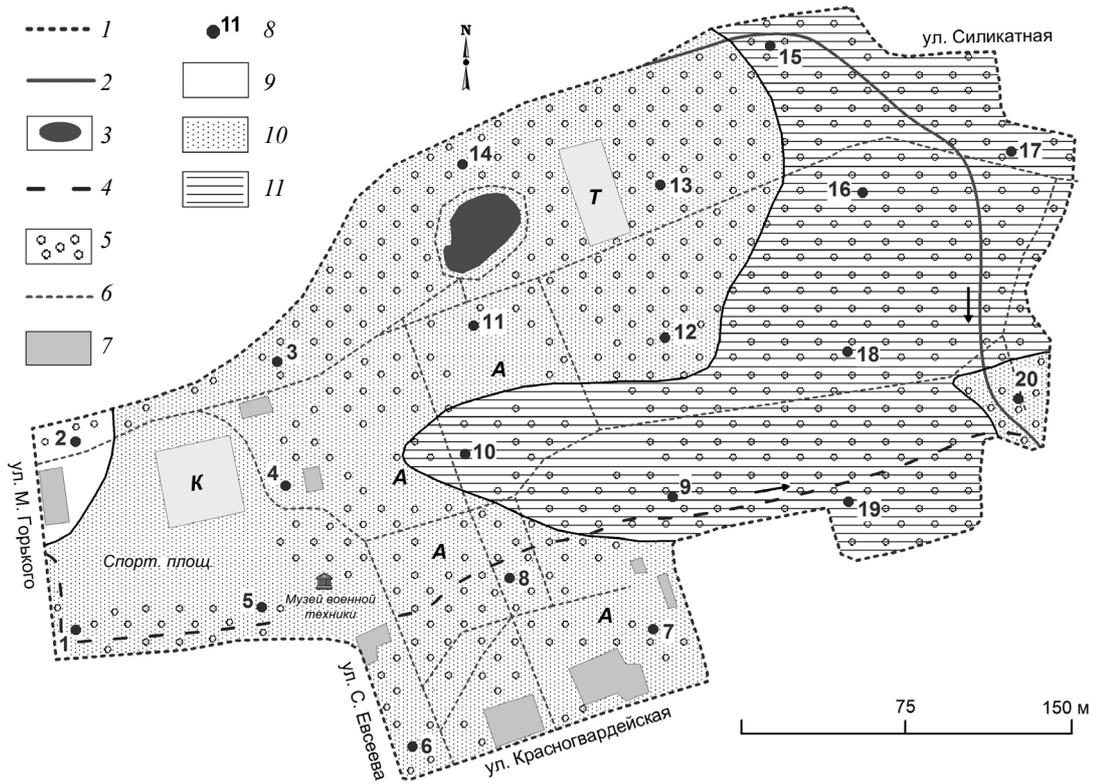 1
2
3
4
5
6
7
11 8
9
10
11
N
ул. Силикатная
15
17
14
13
16
Т
11
12
18
А
3
20
2
10
4
К
А
9
19
ул. М. Горького
А
Спорт. площ.
8
Музей военной
техники
5
А
7
1
ул. С. Евсеева
6
ул. Красногвардейская
75
150 м